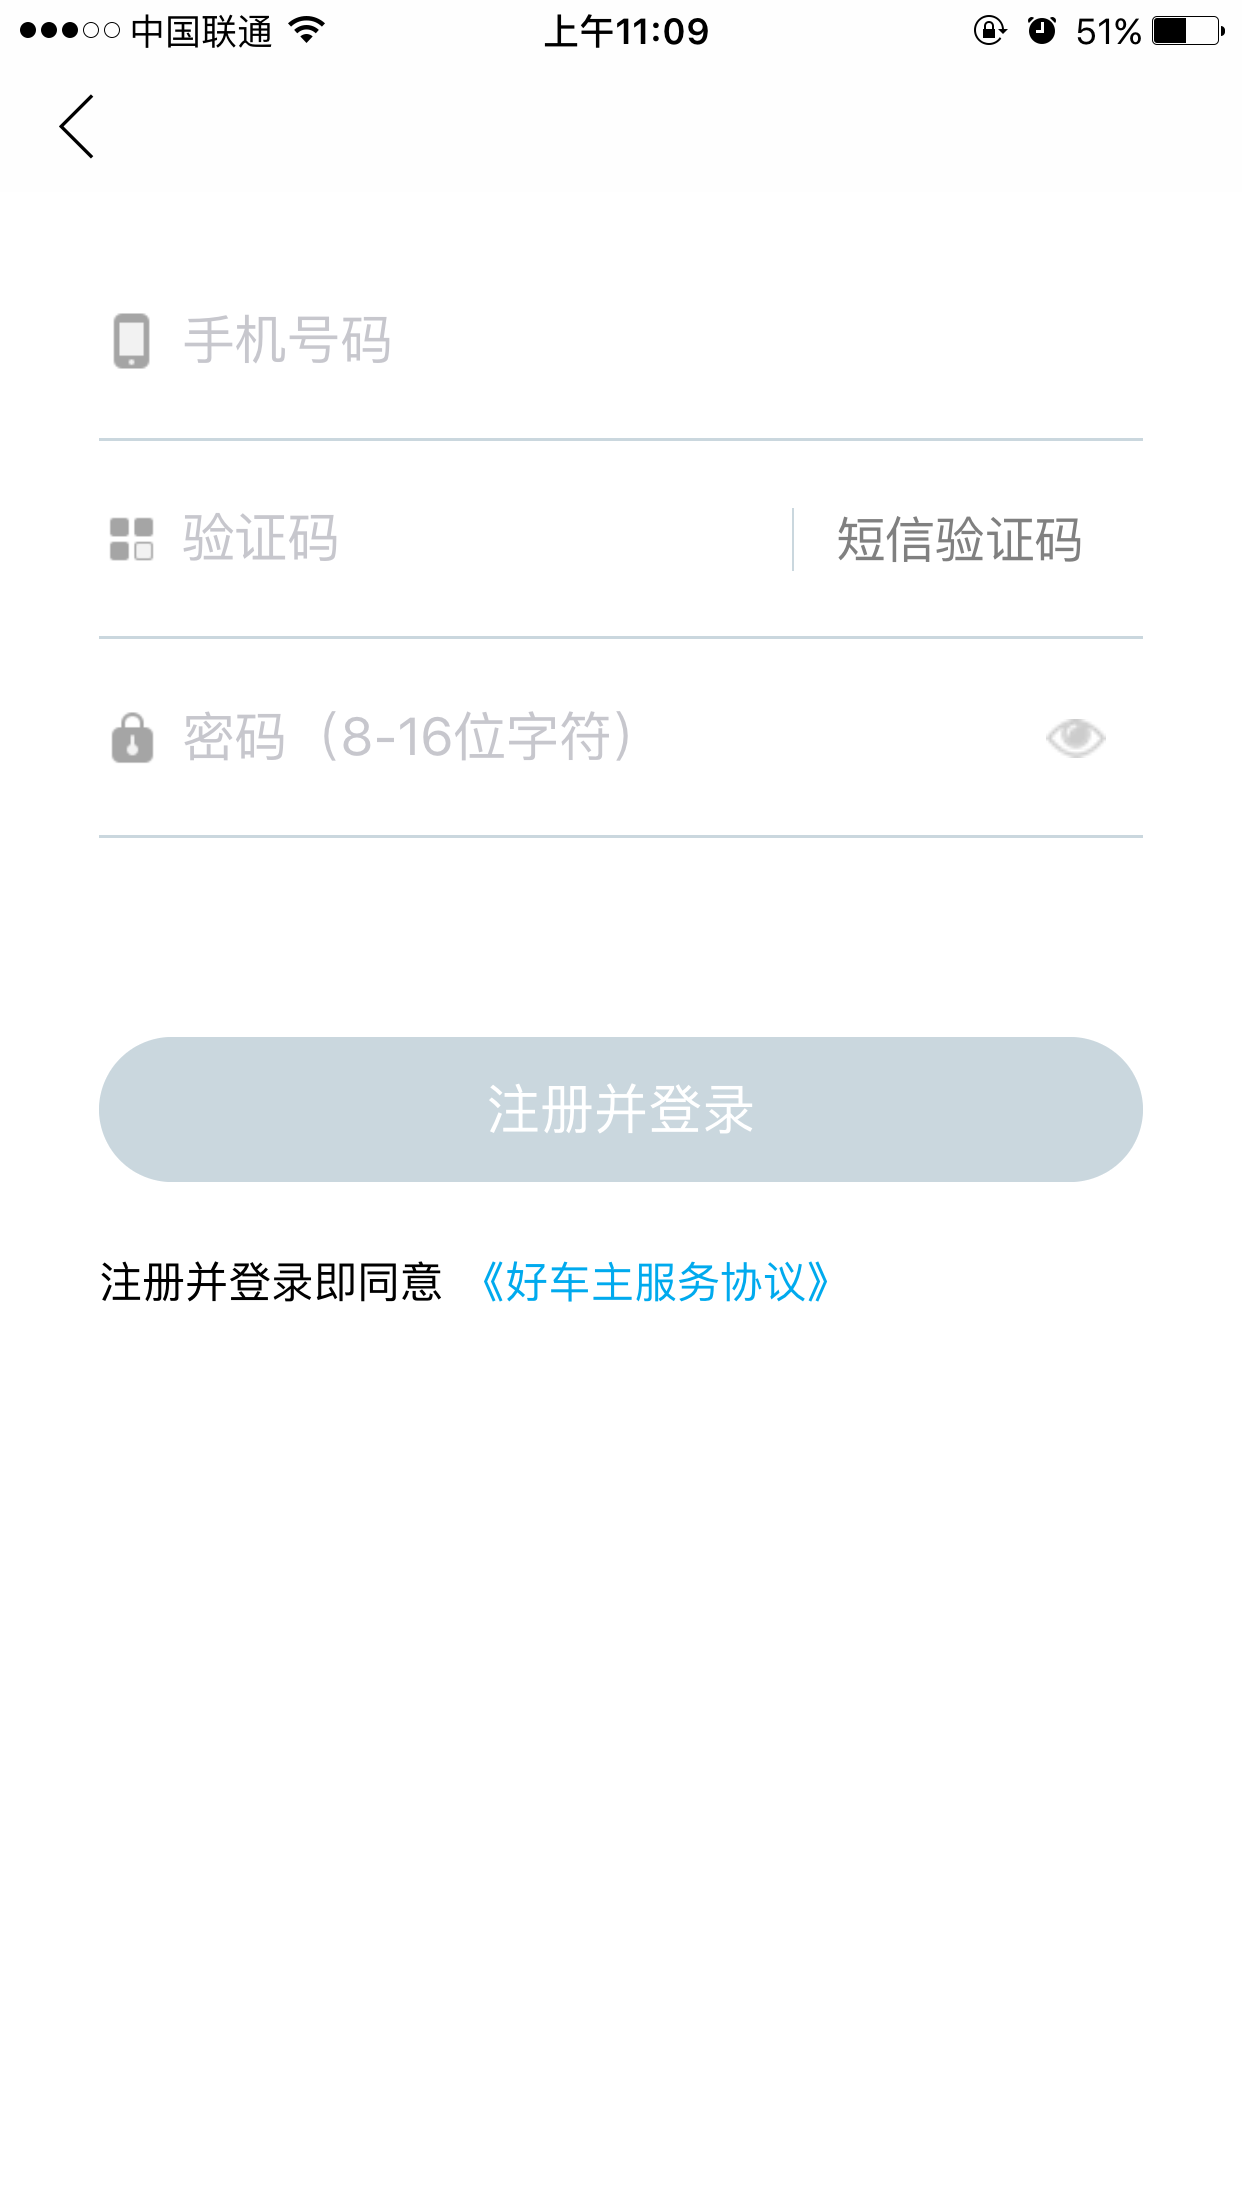 中国联通 上午11:09 51%
手机号码
验证码 短信验证码
密码（8-16位字符）
注册并登录
注册并登录即同意 《好车主服务协议》